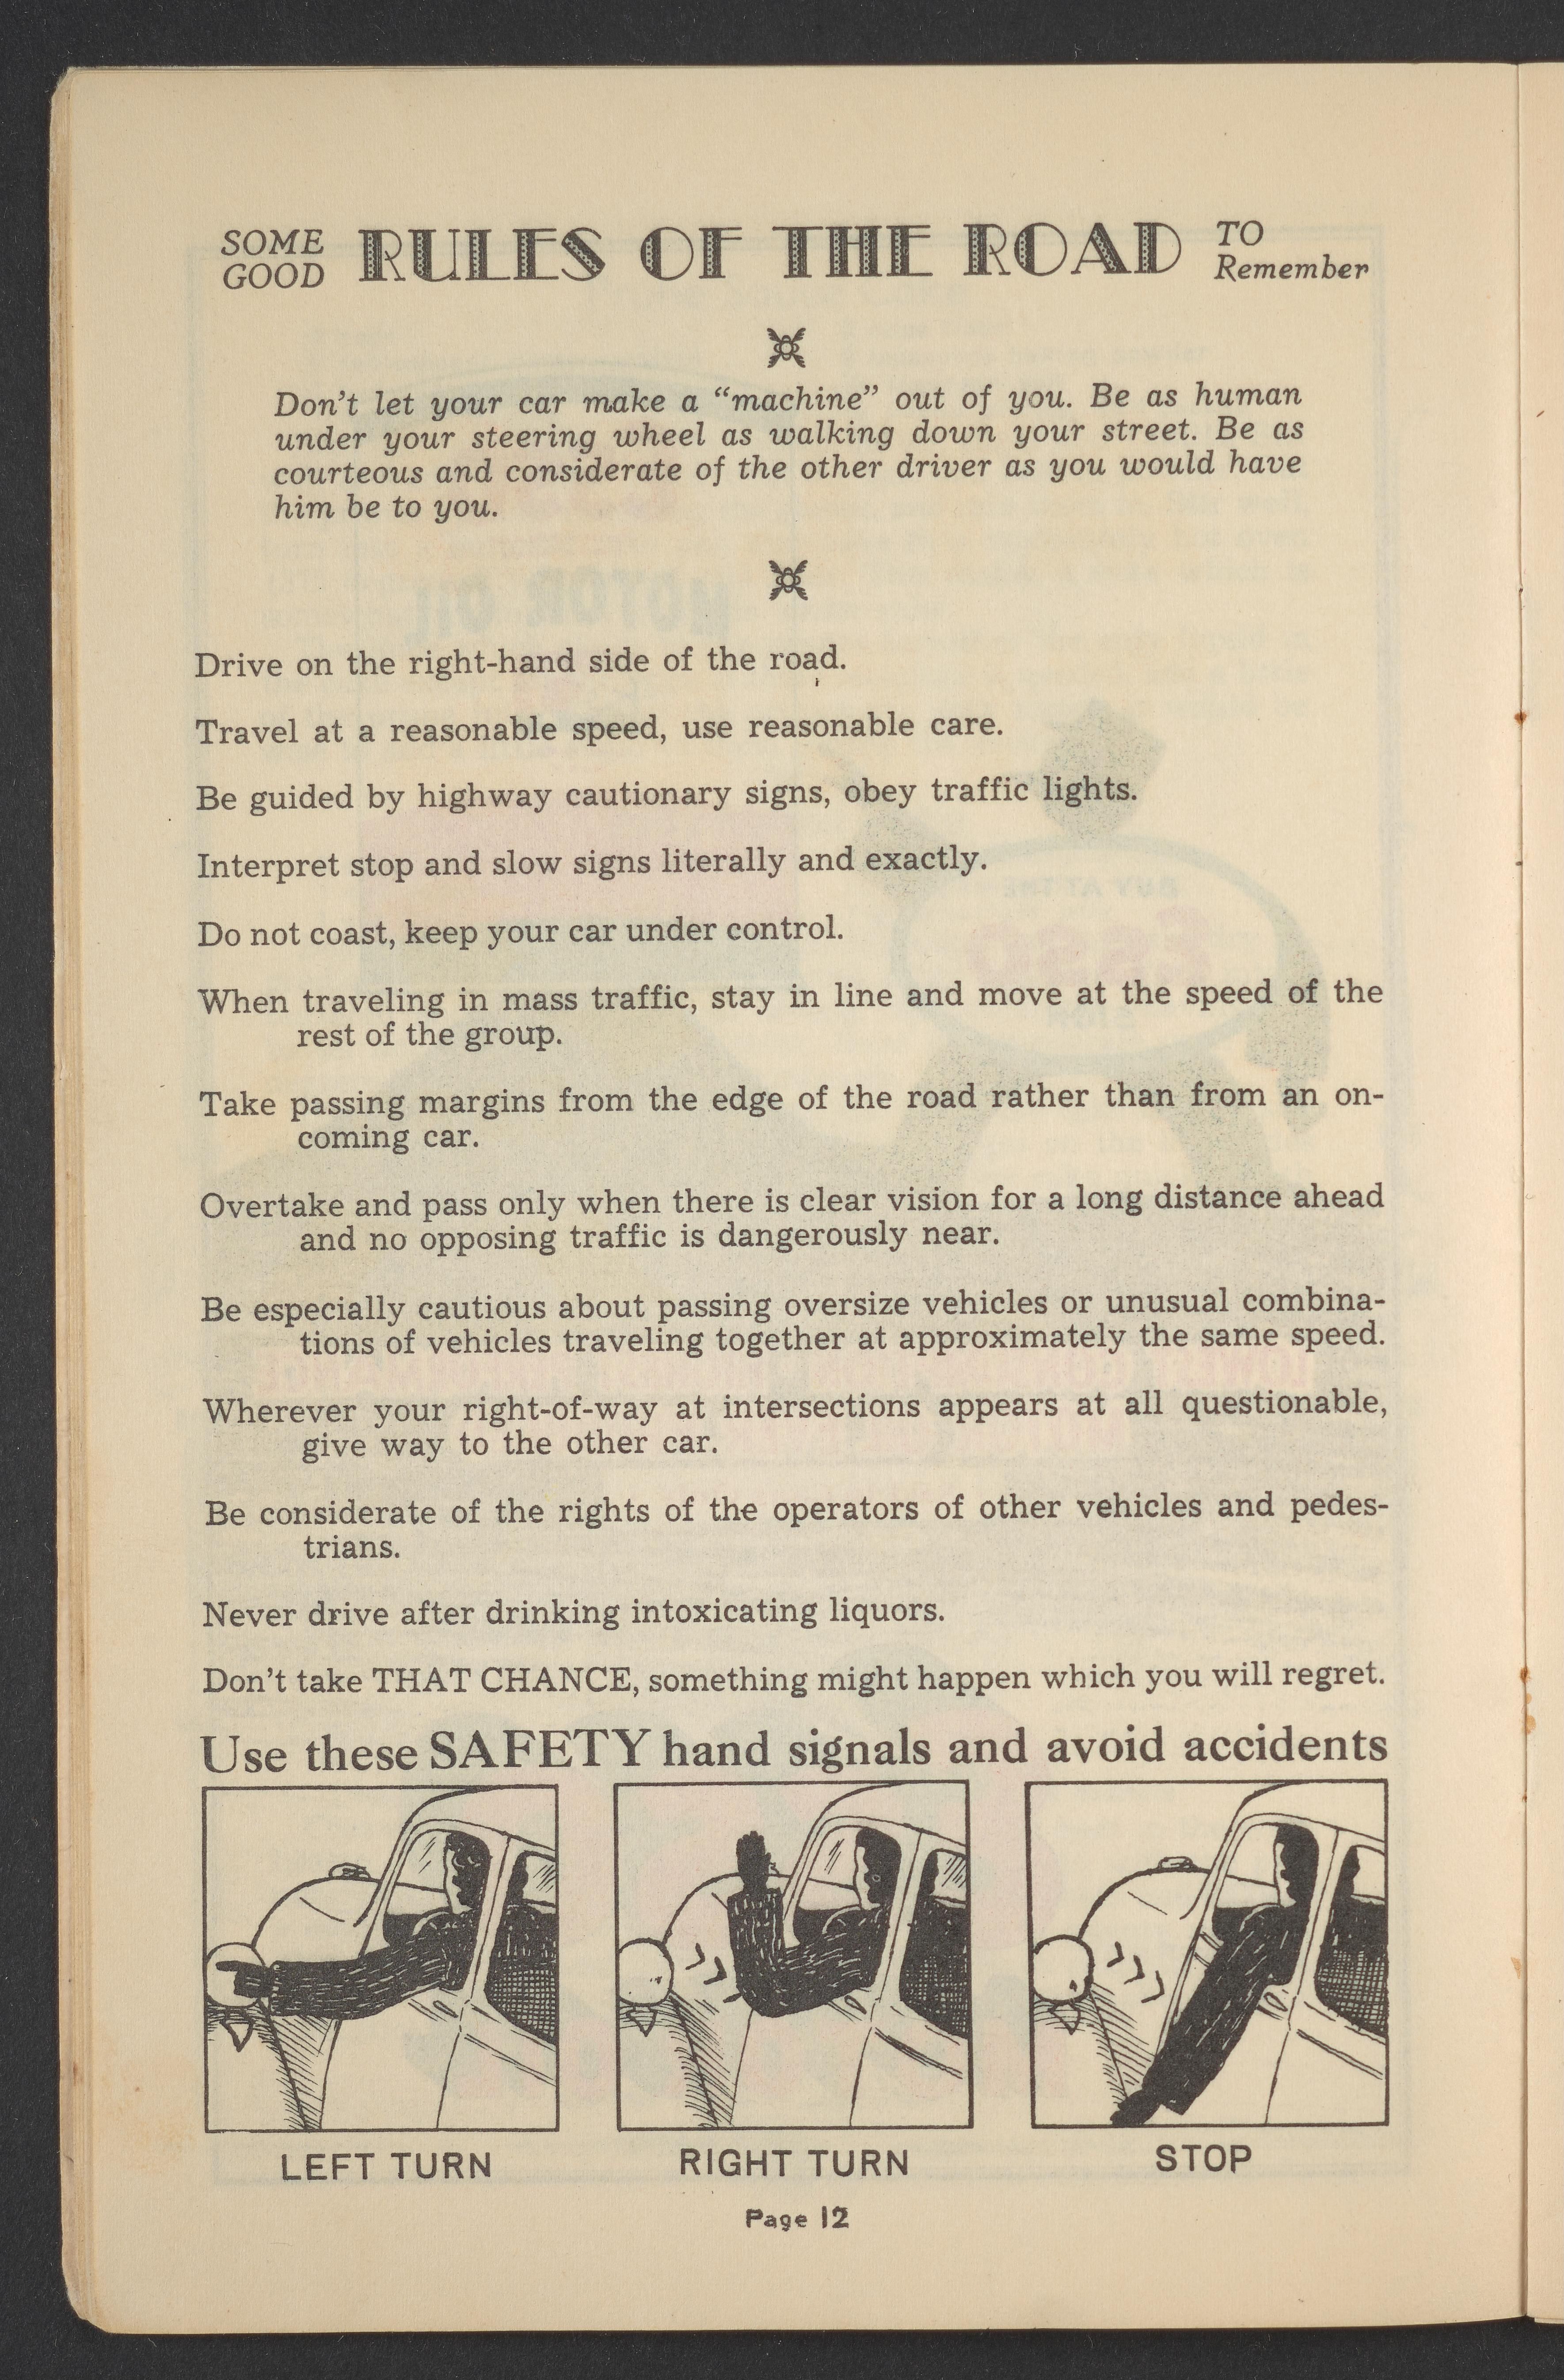 SOME GOOD RULES OF THE ROAD TO Remember
Don't let your car make a “machine” out of you. Be as human
under your steering wheel as walking down your street. Be as
courteous and considerate of the other driver as you would have
him be to you.
Drive on the right-hand side of the road.
Travel at a reasonable speed, use reasonable care.
Be guided by highway cautionary signs, obey traffic lights.
Interpret stop and slow signs literally and exactly.
Do not coast, keep your car under control.
When traveling in mass traffic, stay in line and move at the speed of the
rest of the group.
Take passing margins from the edge of the road rather than from an on-
coming car.
Overtake and pass only when there is clear vision for a long distance ahead
and no opposing traffic is dangerously near.
Be especially cautious about passing oversize vehicles or unusual combina-
tions of vehicles traveling together at approximately the same speed.
Wherever your right-of-way at intersections appears at all questionable,
give way to the other car.
Be considerate of the rights of the operators of other vehicles and pedes-
trians.
Never drive after drinking intoxicating liquors.
Don't take THAT CHANCE, something might happen which you will regret.
Use these SAFETY hand signals and avoid accidents
LEFT TURN
RIGHT TURN
STOP
Page 12